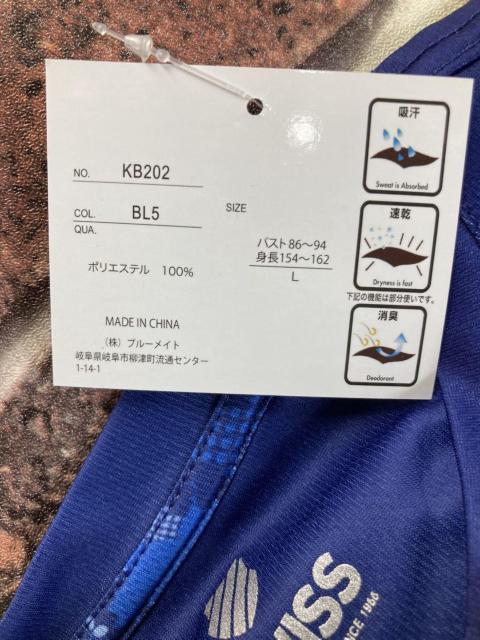 NO. KB202
COL. BL5
QUA.
ポリエステル 100%
MADE IN CHINA
（株）ブルーメイト
岐阜県岐阜市柳津町流通センター
1-14-1
SIZE
バスト86～94
身長154～162
L
吸汗
Sweat is Absorbed
速乾
Dryness is fast
下記の機能は部分使いです。
消臭
Deodorant
ISS
SINCE 1966